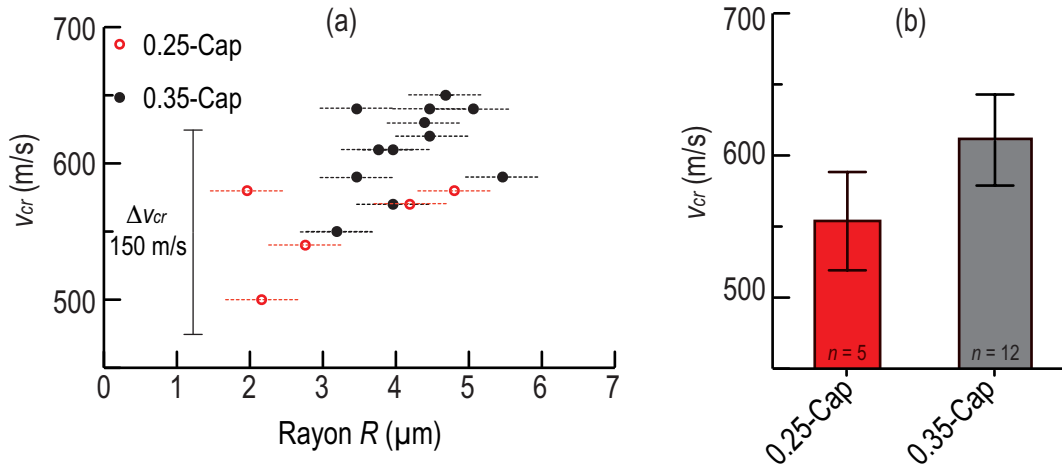 (a)
700
600
500
0.25-Cap
0.35-Cap
vcr (m/s)
Δvcr
150 m/s
0 1 2 3 4 5 6 7
Rayon R (μm)
(b)
700
600
500
vcr (m/s)
n = 5
n = 12
0.25-Cap
0.35-Cap